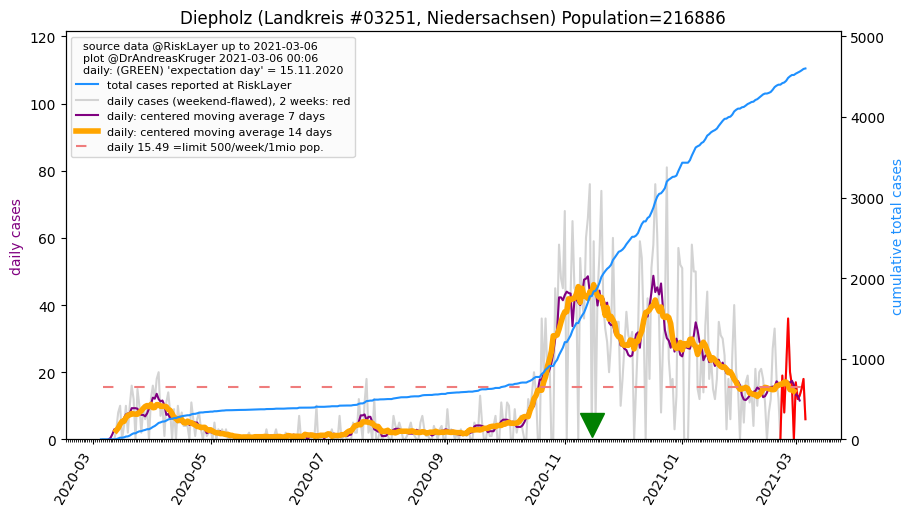 Diepholz (Landkreis #03251, Niedersachsen) Population=216886
source data @RiskLayer up to 2021-03-06
plot @DrAndreasKruger 2021-03-06 00:06
daily: (GREEN) 'expectation day' = 15.11.2020
total cases reported at RiskLayer
daily cases (weekend-flawed), 2 weeks: red
daily: centered moving average 7 days
daily: centered moving average 14 days
daily 15.49 =limit 500/week/1mio pop.
daily cases
120
100
80
60
40
20
0
cumulative total cases
5000
4000
3000
2000
1000
0
2020-03
2020-05
2020-07
2020-09
2020-11
2021-01
2021-03